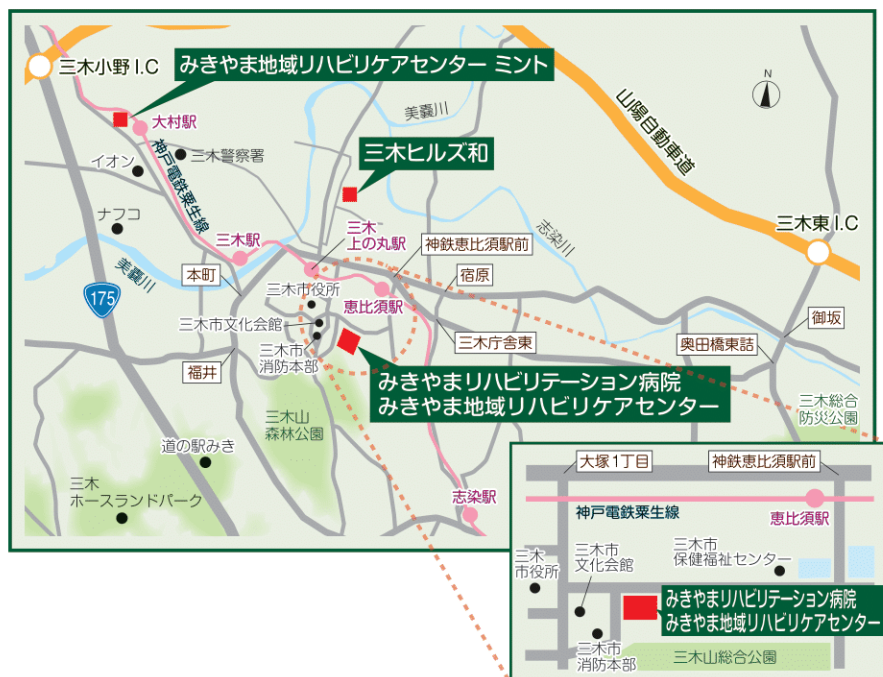 三木小野I.C
みきやま地域リハビリケアセンター ミント
大村駅
美嚢川
N
山陽自動車道
イオン
三木警察署
神戸電鉄粟生線
三木ヒルズ和
ナフコ
三木駅
三木
上の丸駅
神鉄恵比須駅前
志染川
三木東I.C
美嚢川
本町
宿原
175
三木市役所
恵比須駅
御坂
三木市文化会館
三木庁舎東
奥田橋東詰
三木市
消防本部
福井
みきやまリハビリテーション病院
みきやま地域リハビリケアセンター
三木総合
防災公園
三木山
森林公園
道の駅みき
三木
ホースランドパーク
志染駅
大塚1丁目
神鉄恵比須駅前
神戸電鉄粟生線
恵比須駅
三木
市役所
三木市
文化会館
三木市
保健福祉センター
みきやまリハビリテーション病院
みきやま地域リハビリケアセンター
三木市
消防本部
三木山総合公園